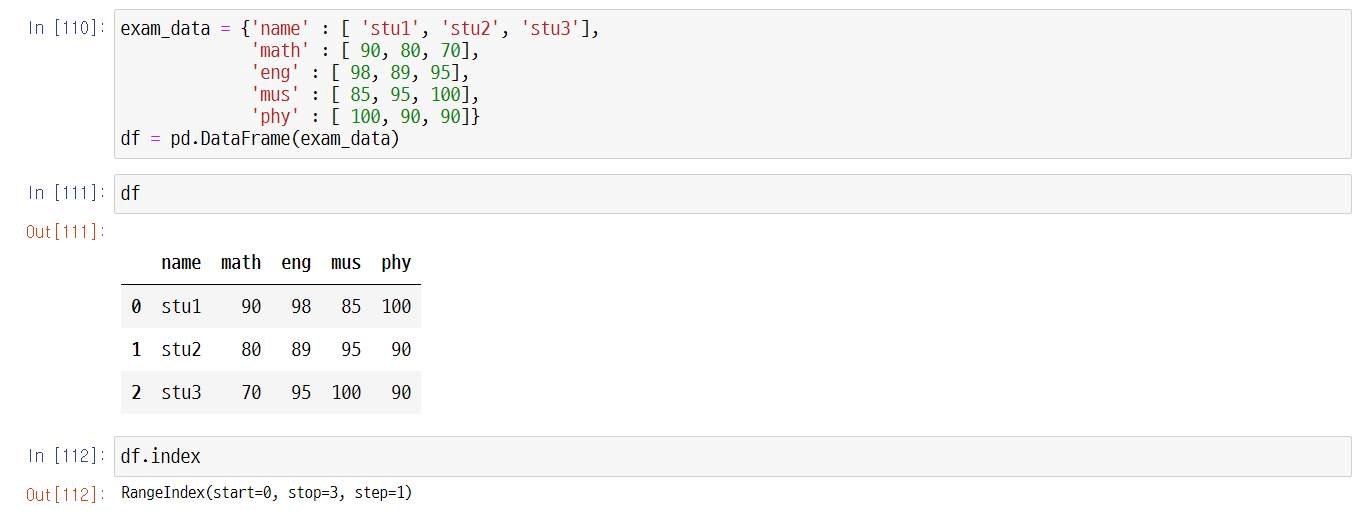 In [110]: exam_data = {'name' : [ 'stu1', 'stu2', 'stu3'],
'math' : [ 90, 80, 70],
'eng' : [ 98, 89, 95],
'mus' : [ 85, 95, 100],
'phy' : [ 100, 90, 90]}
df = pd.DataFrame(exam_data)
In [111]: df
Out[111]:
name math eng mus phy
0 stu1 90 98 85 100
1 stu2 80 89 95 90
2 stu3 70 95 100 90
In [112]: df.index
Out[112]: RangeIndex(start=0, stop=3, step=1)